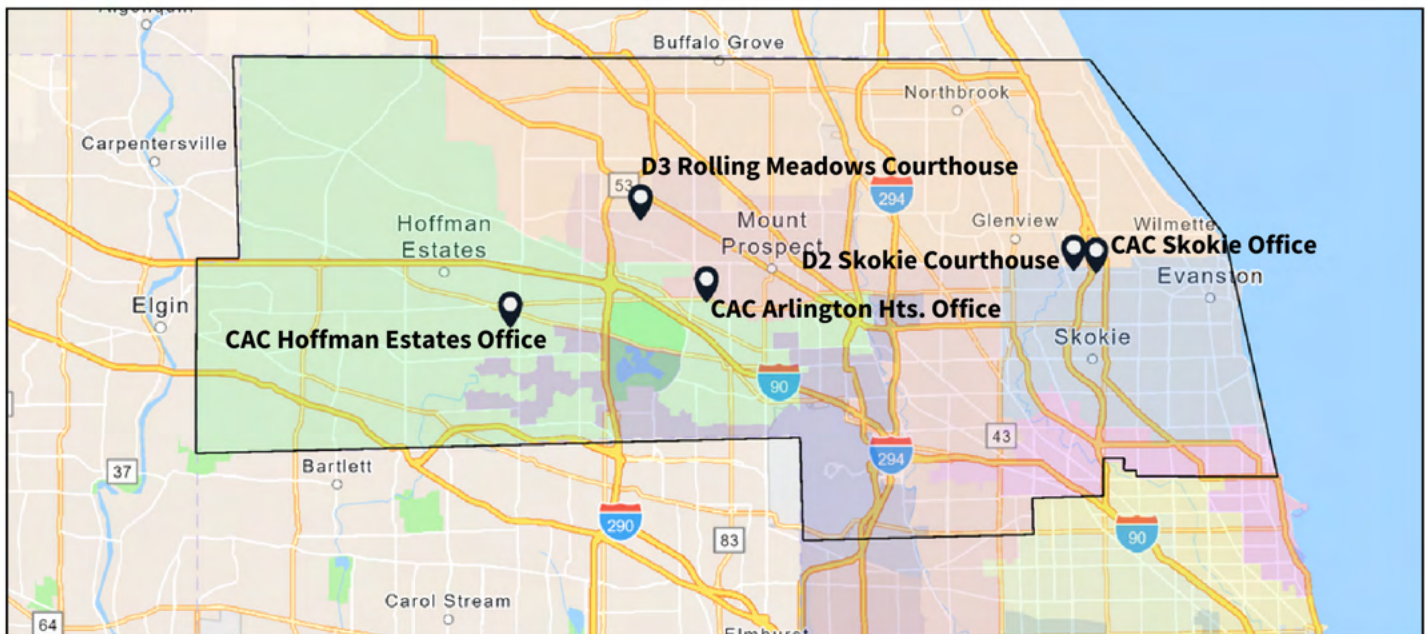 Algonquin
Buffalo Grove
Northbrook
Carpentersville
D3 Rolling Meadows Courthouse
53
294
Hoffman
Estates
Mount
Prospect
Glenview
Wilmette
D2 Skokie Courthouse
CAC Skokie Office
Evanston
Elgin
CAC Arlington Hts. Office
CAC Hoffman Estates Office
Skokie
90
43
294
Bartlett
37
290
83
90
Carol Stream
64
Elmhurst